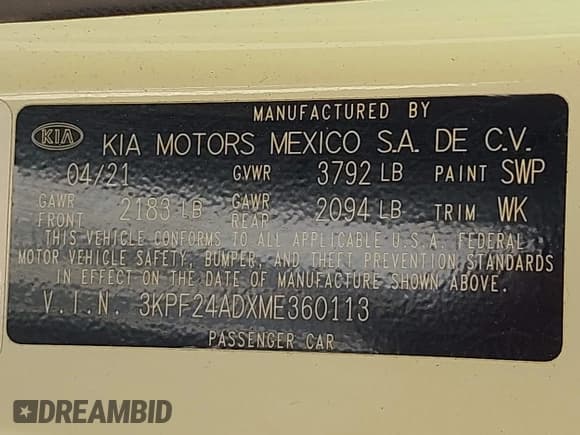 MANUFACTURED BY
KIA KIA MOTORS MEXICO S.A. DE C.V.
04/21 GVWR 3792 LB PAINT SWP
GAWR FRONT 2183 LB GAWR REAR 2094 LB TRIM WK
THIS VEHICLE CONFORMS TO ALL APPLICABLE U.S.A. FEDERAL
MOTOR VEHICLE SAFETY, BUMPER, AND THEFT PREVENTION STANDARDS
IN EFFECT ON THE DATE OF MANUFACTURE SHOWN ABOVE.
V.I.N. 3KPF24ADXME360113
PASSENGER CAR
DREAMBID